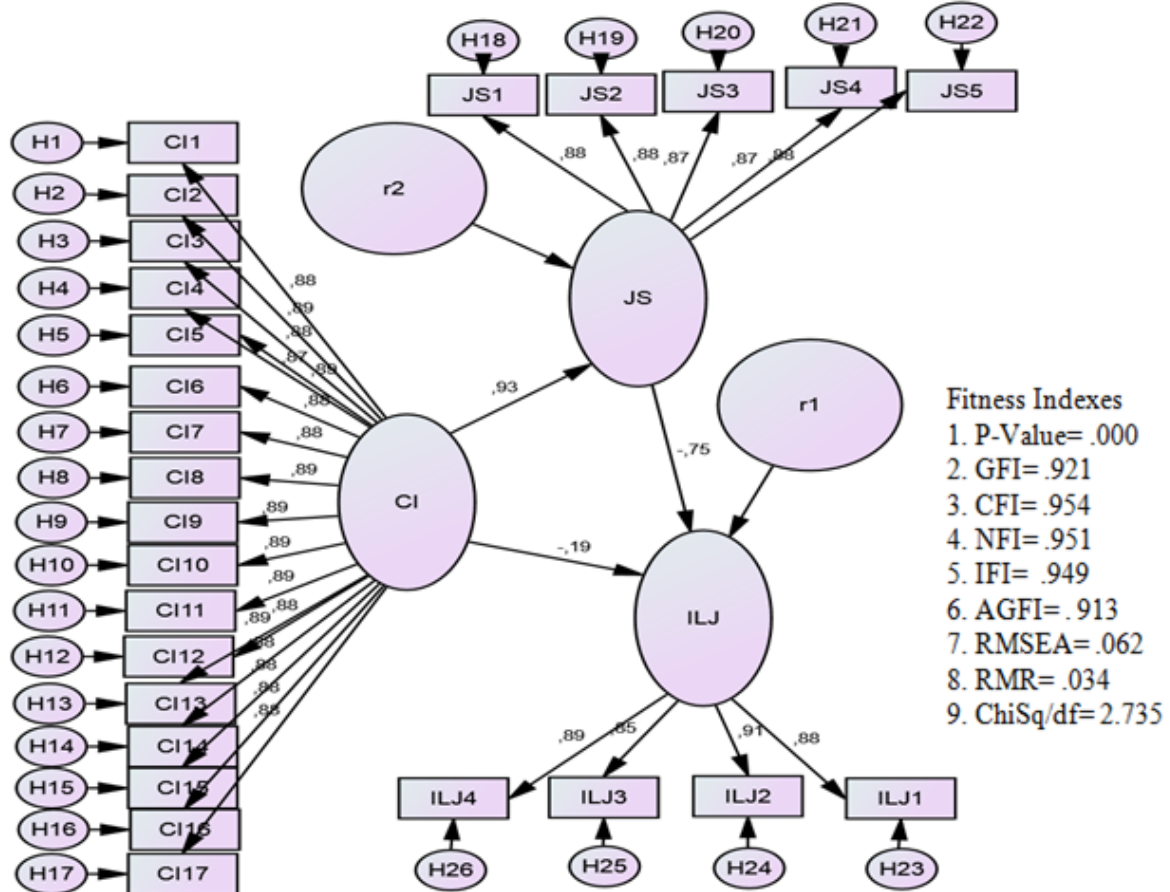 H18
H19
H20
H21
H22
JS1
JS2
JS3
JS4
JS5
,88
,88
,87
,87
,88
H1
CI1
H2
CI2
H3
CI3
H4
CI4
H5
CI5
H6
CI6
H7
CI7
H8
CI8
H9
CI9
H10
CI10
H11
CI11
H12
CI12
H13
CI13
H14
CI14
H15
CI15
H16
CI16
H17
CI17
,88
,89
,88
,87
,88
,88
,89
,89
,89
,89
,88
,89
,88
,88
,88
,88
r2
JS
,93
CI
-,75
r1
-,19
ILJ
,89
,85
,91
,88
ILJ4
ILJ3
ILJ2
ILJ1
H26
H25
H24
H23
Fitness Indexes
1. P-Value= .000
2. GFI= .921
3. CFI= .954
4. NFI= .951
5. IFI= .949
6. AGFI= .913
7. RMSEA= .062
8. RMR= .034
9. ChiSq/df= 2.735